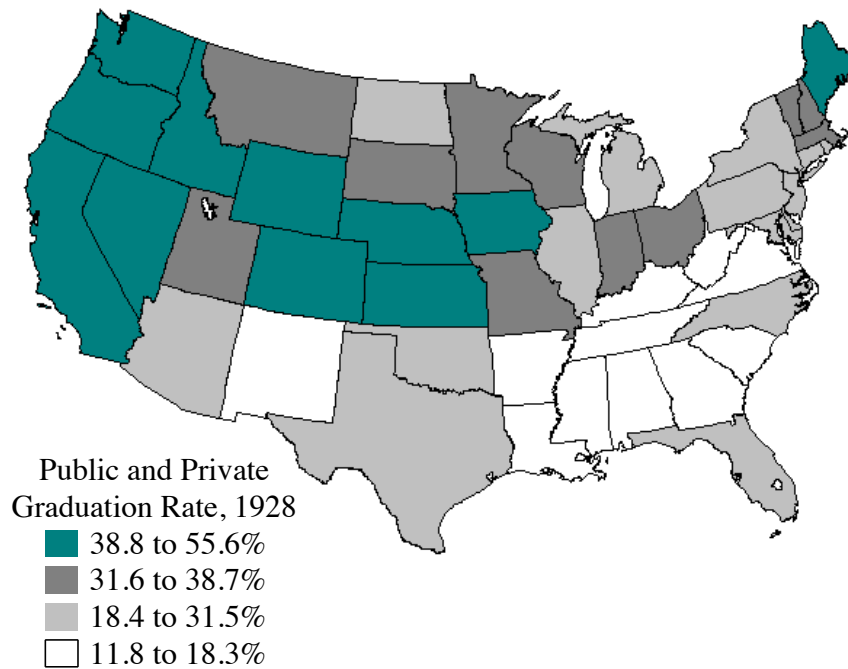 Public and Private
Graduation Rate, 1928
38.8 to 55.6%
31.6 to 38.7%
18.4 to 31.5%
11.8 to 18.3%